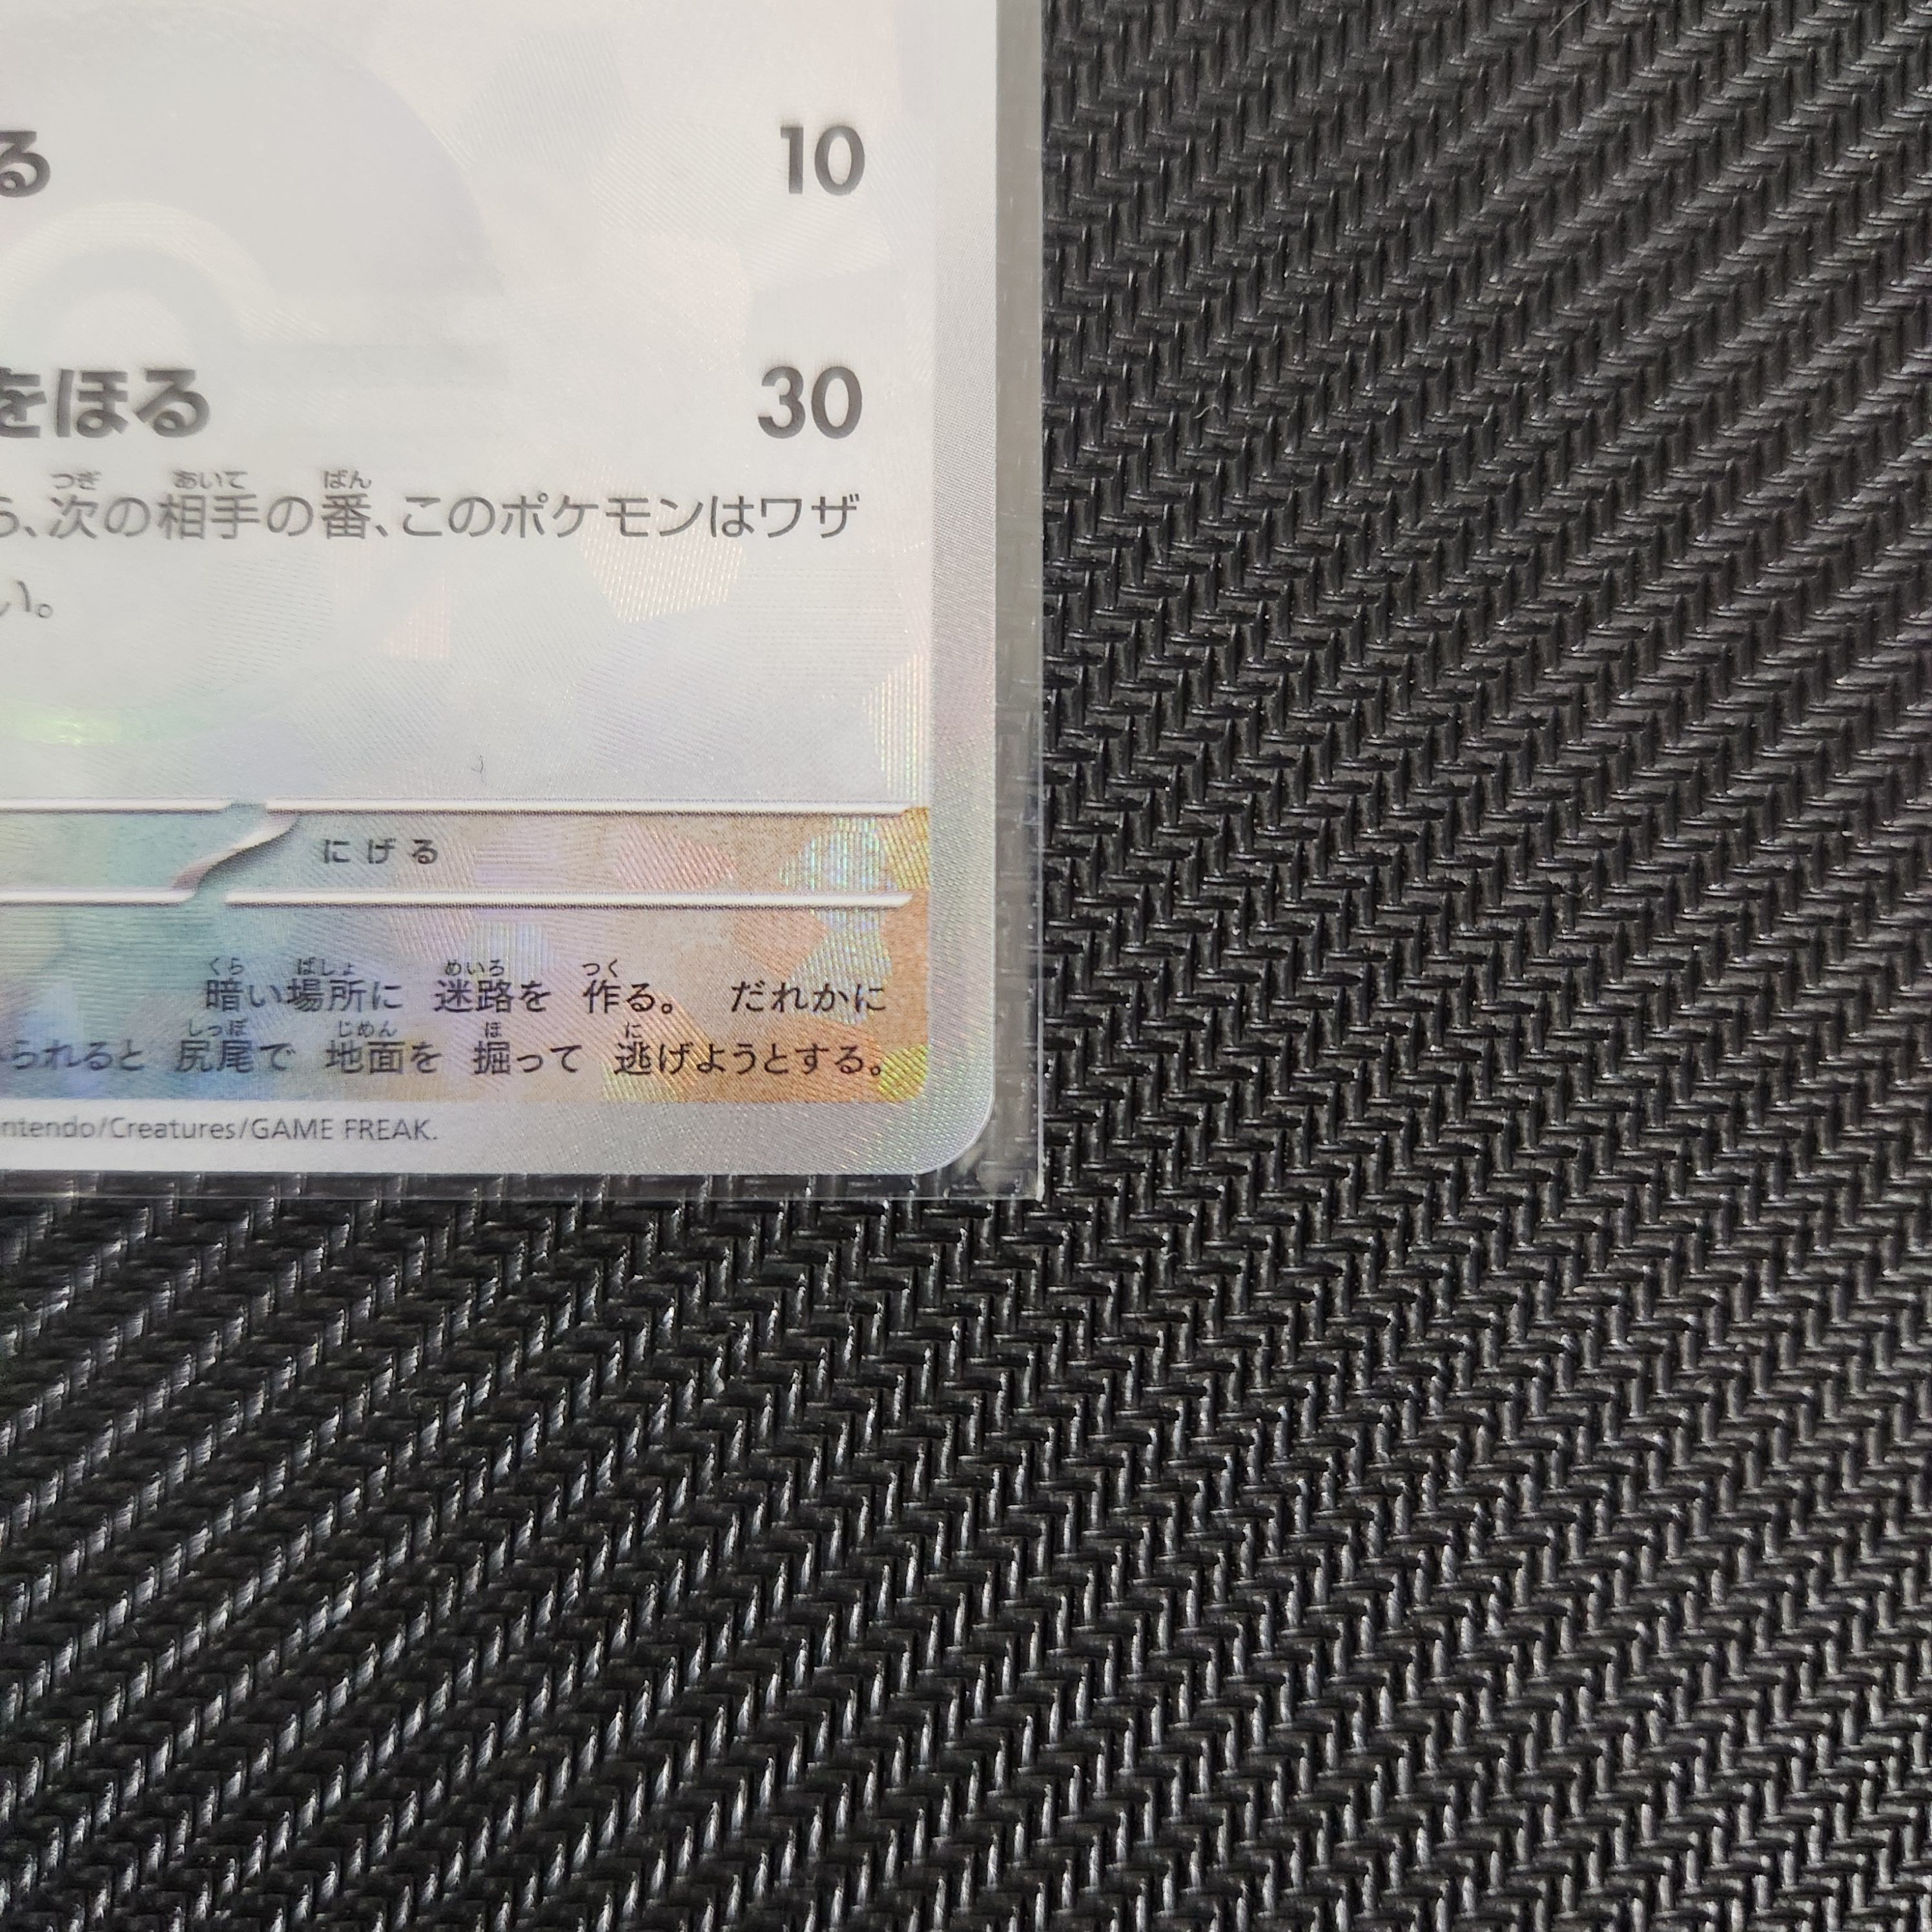 る 10
をほる 30
つぎ あいて ばん
、次の相手の番、このポケモンはワザ
い。
にげる
くら ばしょ めいろ つく
暗い場所に 迷路を 作る。 だれかに
しっぽ じめん ほ に
られると 尻尾で 地面を 掘って 逃げようとする。
ntendo/Creatures/GAME FREAK.